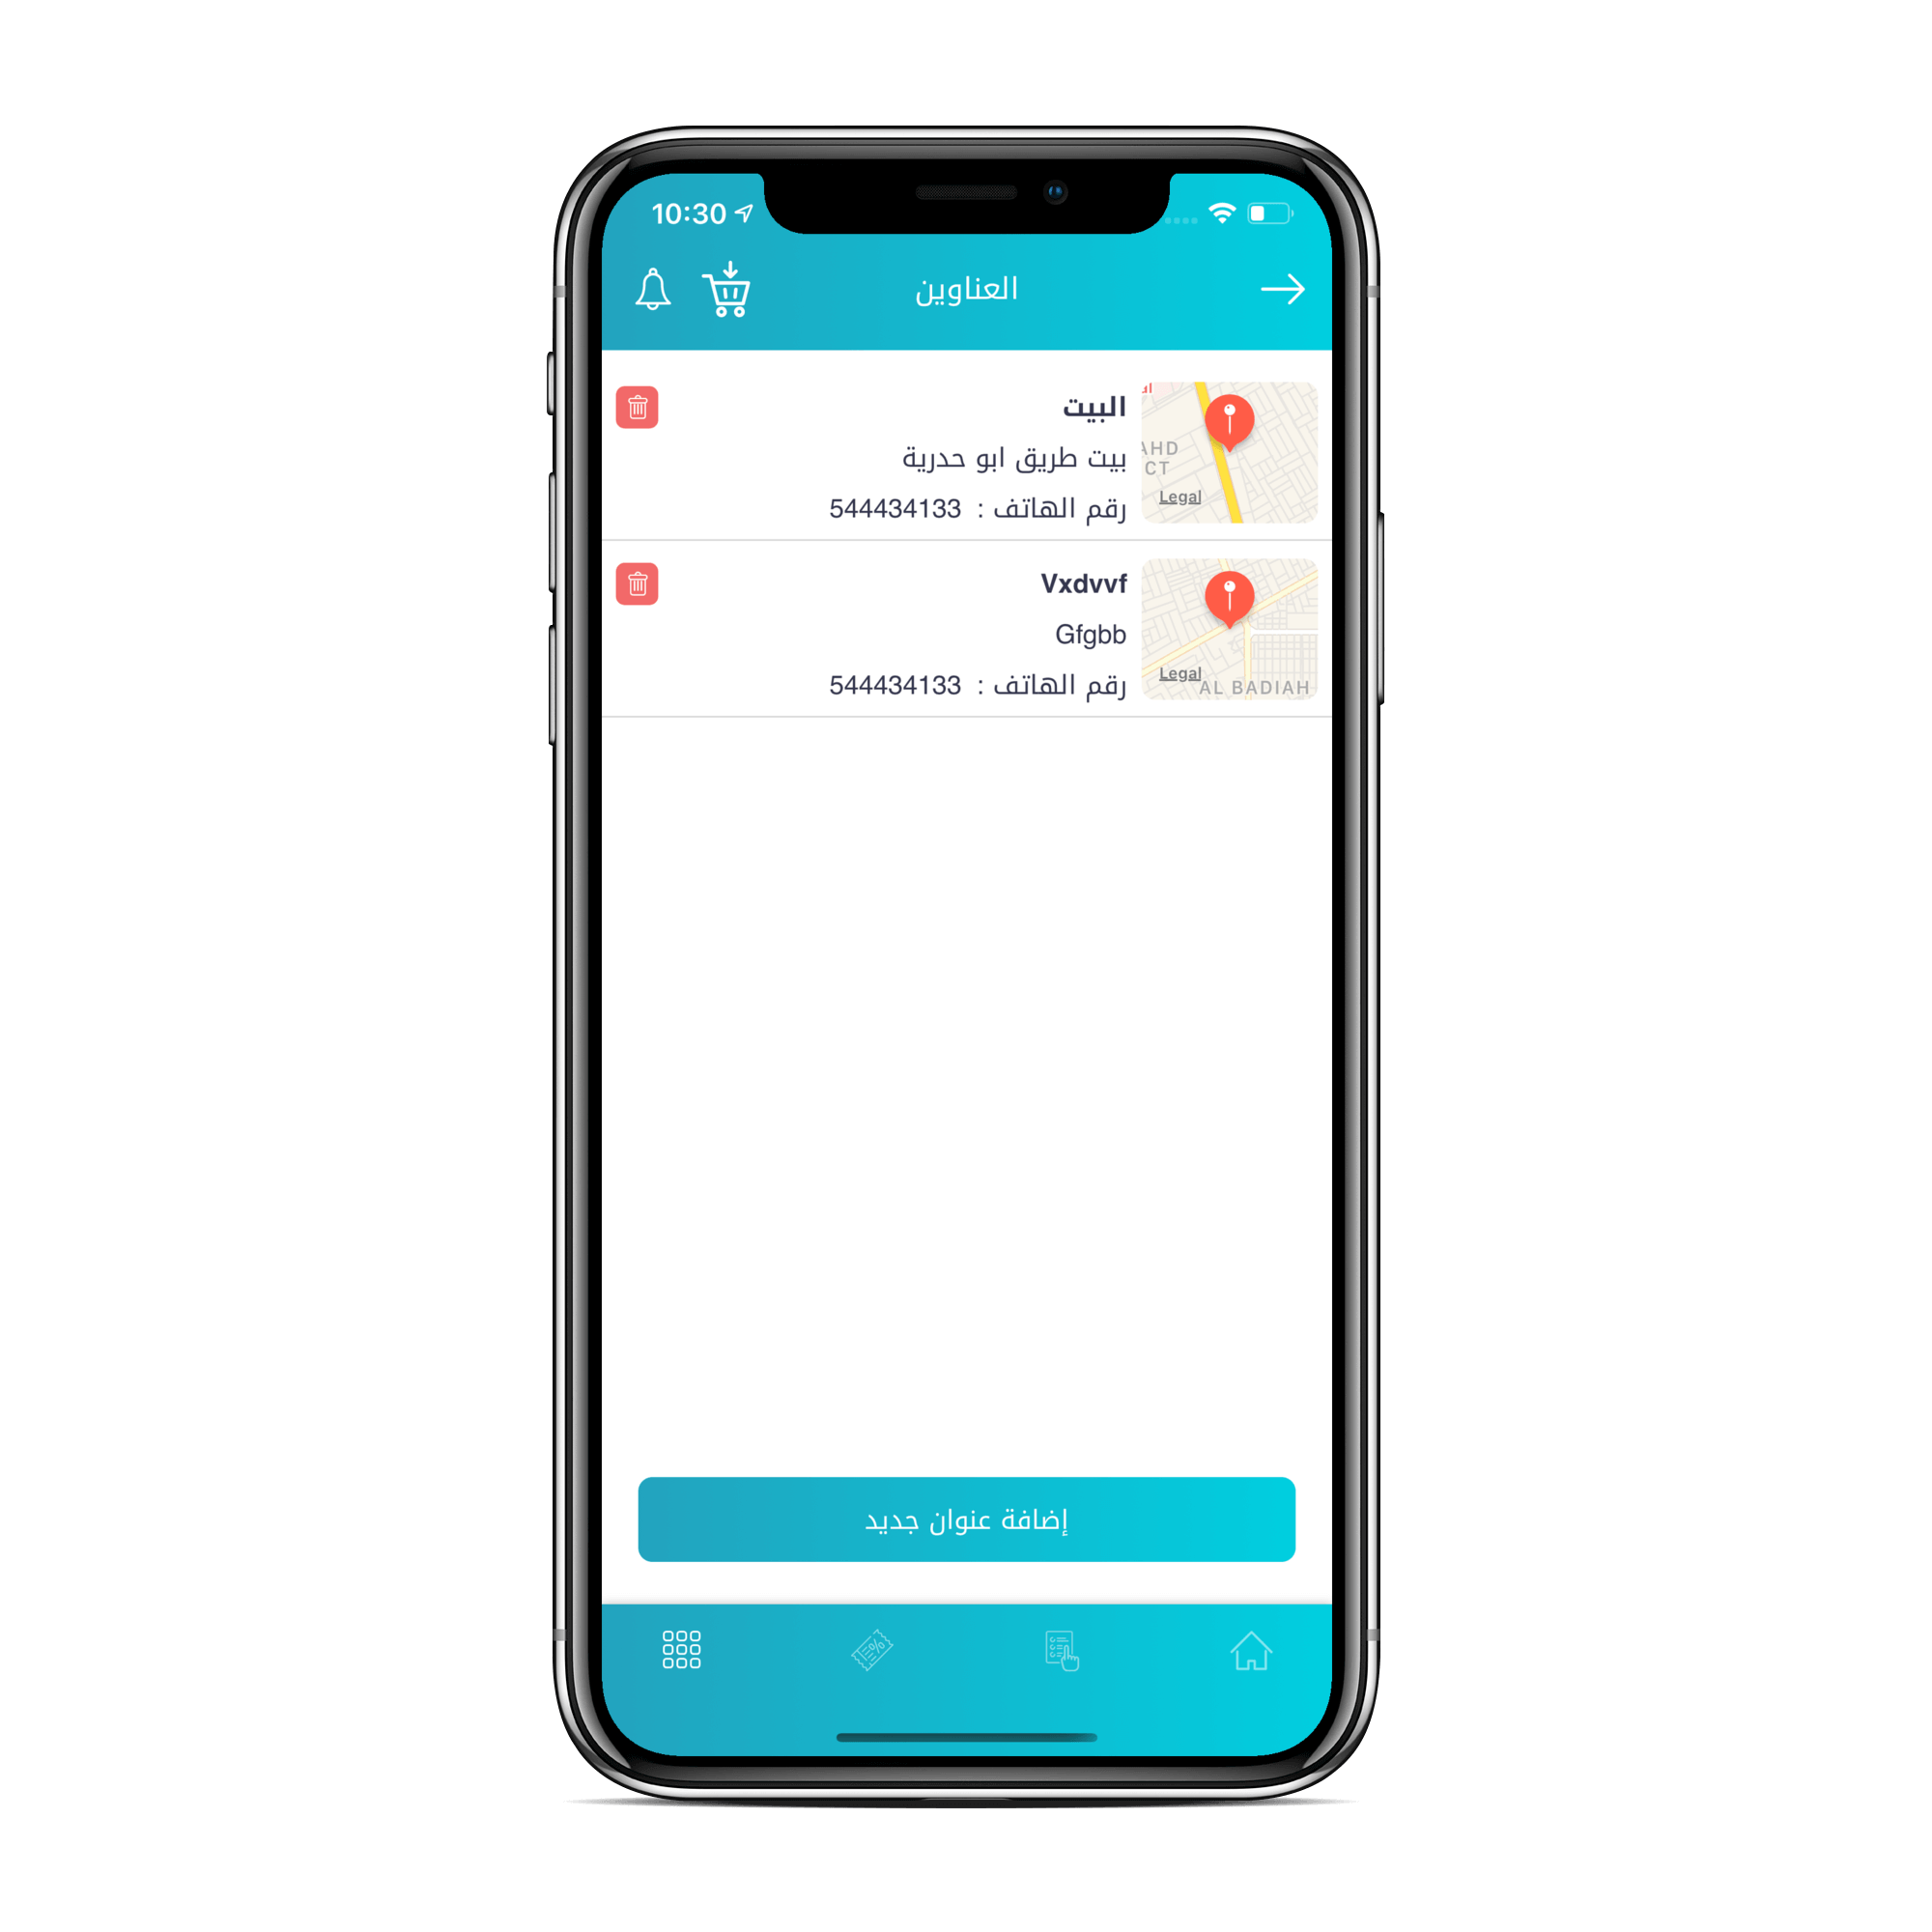 10:30
العناوين
البيت
بيت طريق ابو حدرية
رقم الهاتف : 544434133
AHD
CT
Legal
Vxdvvf
Gfgbb
رقم الهاتف : 544434133
Legal
AL BADIAH
إضافة عنوان جديد